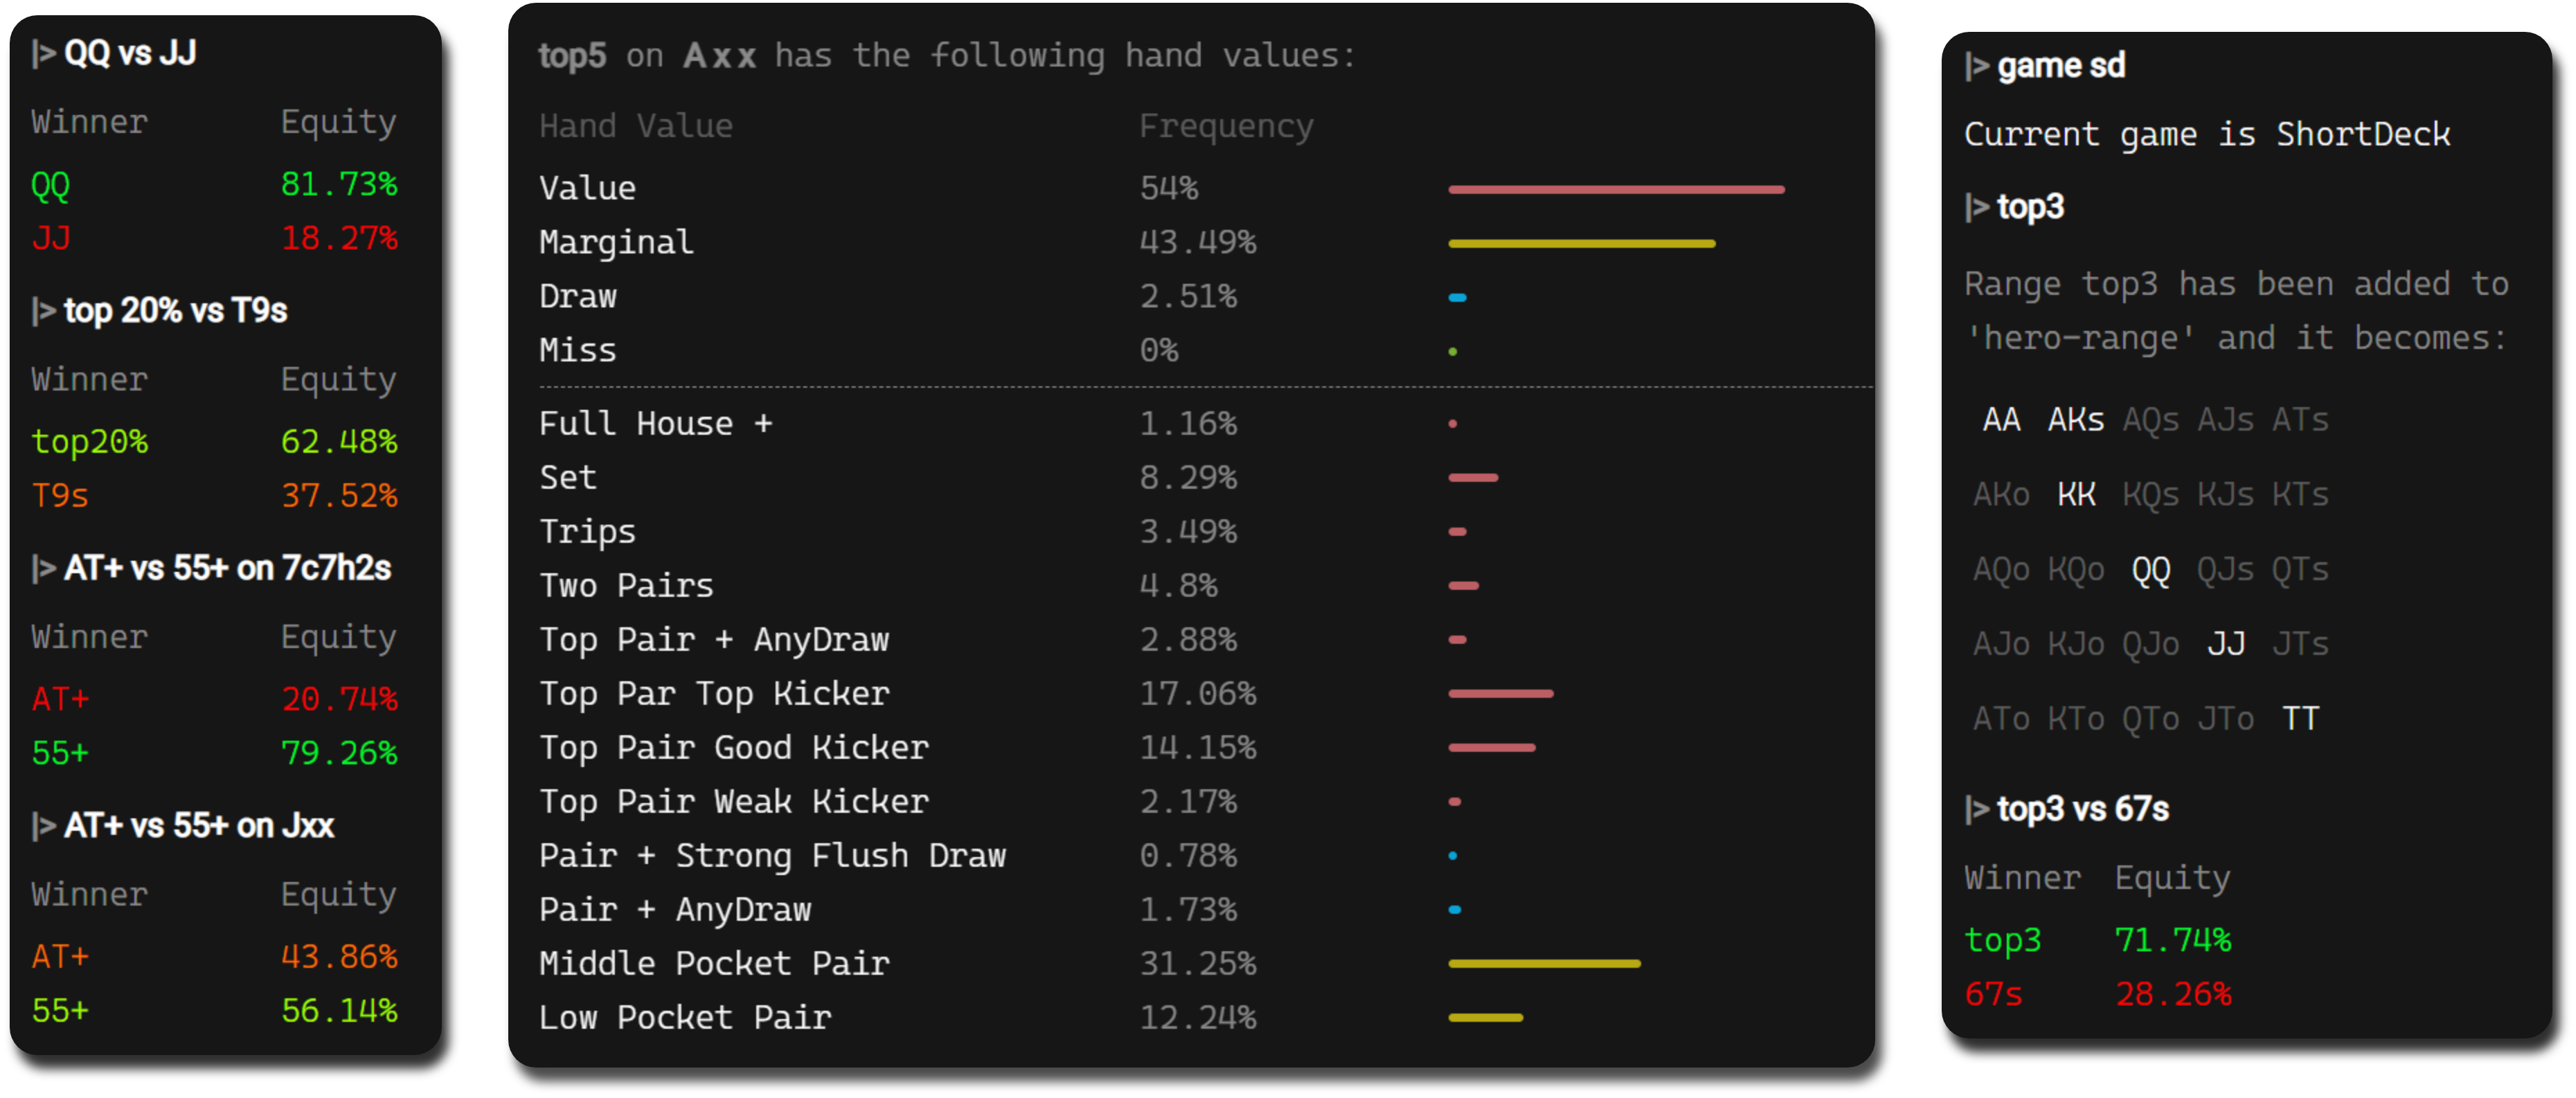 |> QQ vs JJ
Winner Equity
QQ 81.73%
JJ 18.27%
|> top 20% vs T9s
Winner Equity
top20% 62.48%
T9s 37.52%
|> AT+ vs 55+ on 7c7h2s
Winner Equity
AT+ 20.74%
55+ 79.26%
|> AT+ vs 55+ on Jxx
Winner Equity
AT+ 43.86%
55+ 56.14%
top5 on Axx has the following hand values:
Hand Value Frequency
Value 54%
Marginal 43.49%
Draw 2.51%
Miss 0%
Full House + 1.16%
Set 8.29%
Trips 3.49%
Two Pairs 4.8%
Top Pair + AnyDraw 2.88%
Top Par Top Kicker 17.06%
Top Pair Good Kicker 14.15%
Top Pair Weak Kicker 2.17%
Pair + Strong Flush Draw 0.78%
Pair + AnyDraw 1.73%
Middle Pocket Pair 31.25%
Low Pocket Pair 12.24%
|> game sd
Current game is ShortDeck
|> top3
Range top3 has been added to
'hero-range' and it becomes:
AA AKs AQs AJs ATs
AKo KK KQs KJs KTs
AQo KQo QQ QJs QTs
AJo KJo QJo JJ JTs
ATo KTo QTo JTo TT
|> top3 vs 67s
Winner Equity
top3 71.74%
67s 28.26%